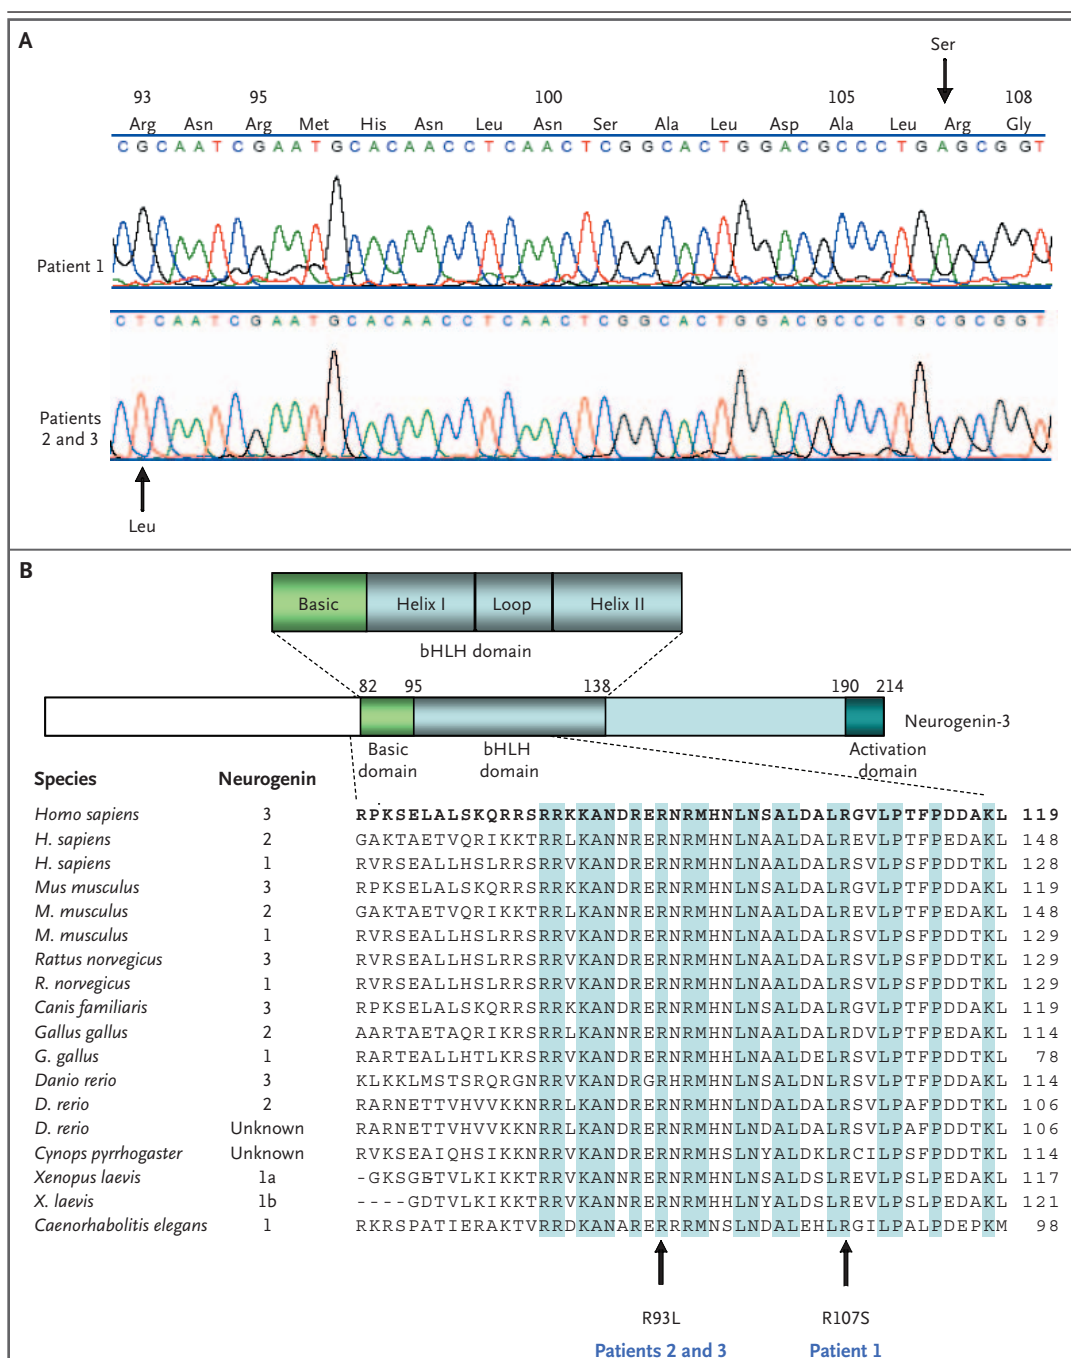 A
Ser
93 95 100 105 108
Arg Asn Arg Met His Asn Leu Asn Ser Ala Leu Asp Ala Leu Arg Gly
C G C A A T C G A A T G C A C A A C C T C A A C T C G G C A C T G G A C G C C C T G A G C G G T
Patient 1
C T C A A T C G A A T G C A C A A C C T C A A C T C G G C A C T G G A C G C C C T G C G C G G T
Patients
2 and 3
Leu
B
Basic Helix I Loop Helix II
bHLH domain
82 95 138 190 214
Neurogenin-3
Basic domain
bHLH domain
Activation domain
Species Neurogenin
Homo sapiens 3 RPKSELALSKQRRSRRKKANDRERNRMHNLNSALDALRGVLPTFPDDAKL 119
H. sapiens 2 GAKTAETVQRIKKTRRLKANNRERNRMHNLNAALDALREVLPTFPEDAKL 148
H. sapiens 1 RVRSEALLHSLRRSRRVKANDRERNRMHNLNAALDALRSVLPSFPDDTKL 128
Mus musculus 3 RPKSELALSKQRRSRRKKANDRERNRMHNLNSALDALRGVLPTFPDDAKL 119
M. musculus 2 GAKTAETVQRIKKTRRLKANNRERNRMHNLNAALDALREVLPTFPEDAKL 148
M. musculus 1 RVRSEALLHSLRRSRRVKANDRERNRMHNLNAALDALRSVLPSFPDDTKL 129
Rattus norvegicus 3 RVRSEALLHSLRRSRRVKANDRERNRMHNLNAALDALRSVLPSFPDDTKL 129
R. norvegicus 1 RVRSEALLHSLRRSRRVKANDRERNRMHNLNAALDALRSVLPSFPDDTKL 129
Canis familiaris 3 RPKSELALSKQRRSRRKKANDRERNRMHNLNSALDALRGVLPTFPDDAKL 119
Gallus gallus 2 AARTAETAQRIKRSRRLKANNRERNRMHNLNAALDALRDVLPTFPEDAKL 114
G. gallus 1 RARTEALLHTLKRSRRVKANDRERNRMHHLNAALDELRSVLPTFPDDTKL 78
Danio rerio 3 KLKKLMSTSRQRGNRRVKANDRGRHRMHNLNSALDNLRSVLPTFPDDAKL 114
D. rerio 2 RARNETTVHVVKKNRRLKANDRERNRMHNLNDALDALRSVLPAFPDDTKL 106
D. rerio Unknown RARNETTVHVVKKNRRLKANDRERNRMHNLNDALDALRSVLPAFPDDTKL 106
Cynops pyrrhogaster Unknown RVKSEAIQHSIKKNRRVKANDRERNRMHSLNYALDKLRCILPSFPDDTKL 114
Xenopus laevis 1a -GKSGETVLKIKKTRRVKANNRERNRMHNLNYALDSLREVLPSLPEDAKL 117
X. laevis 1b ----GDTVLKIKKTRRVKANNRERNRMHHLNYALDSLREVLPSLPEDAKL 121
Caenorhabolitis elegans 1 RKRSPATIERAKTVRRDKANARERRRMNSLNDALEHLRGILPALPDEPKM 98
R93L R107S
Patients 2 and 3 Patient 1